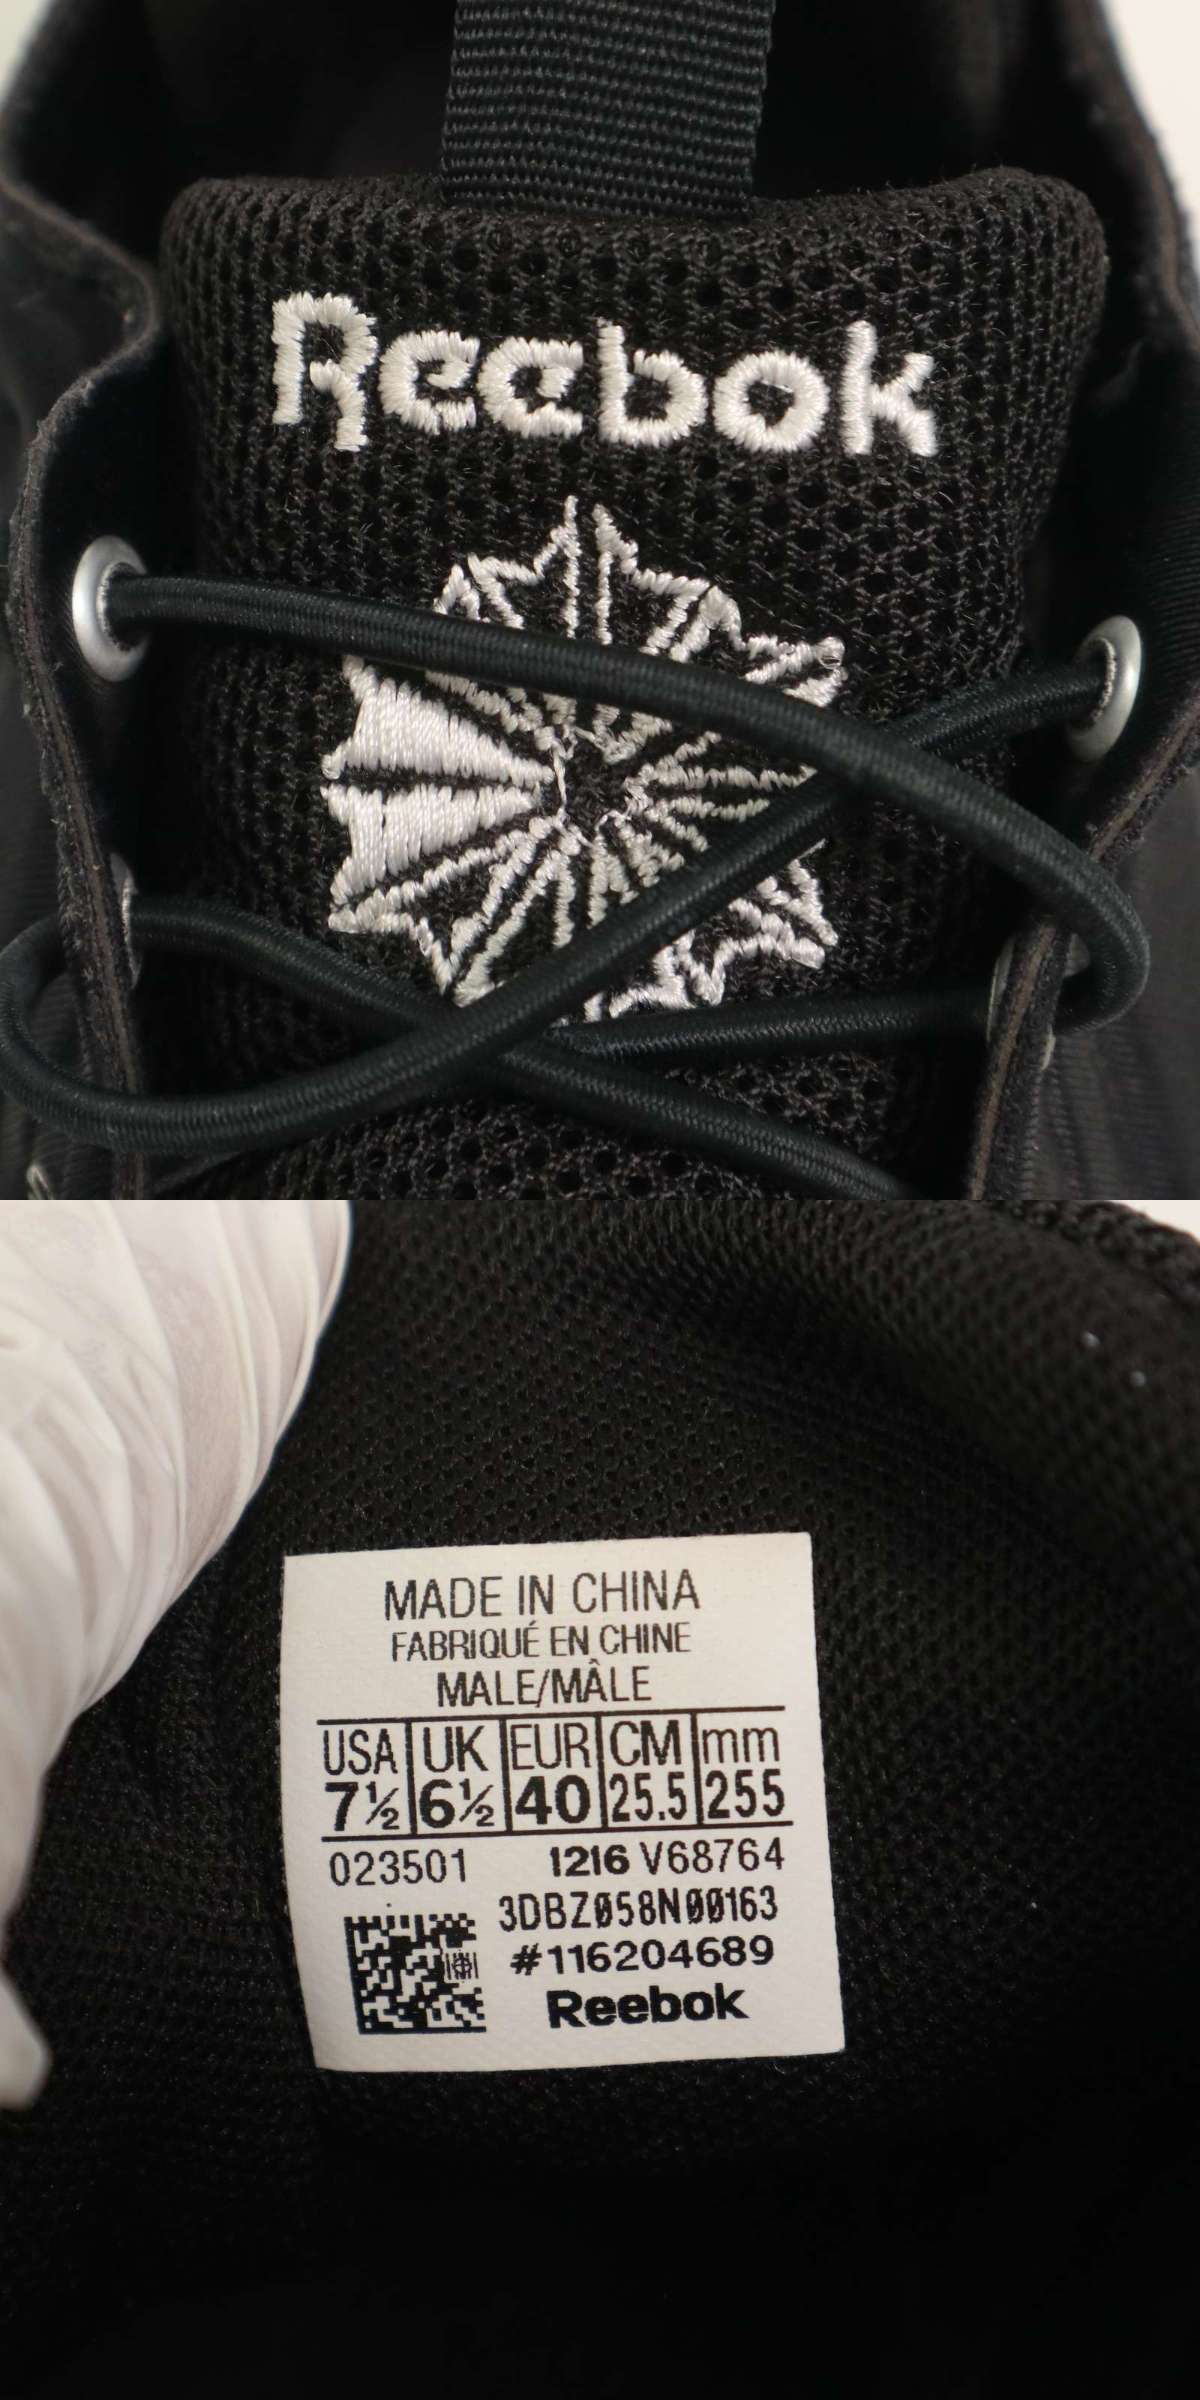 Reebok
MADE IN CHINA
FABRIQUÉ EN CHINE
MALE/MÂLE
USA UK EUR CM mm
7½ 6½ 40 25.5 255
023501 1216 V68764
3DBZ058N00163
#116204689
Reebok